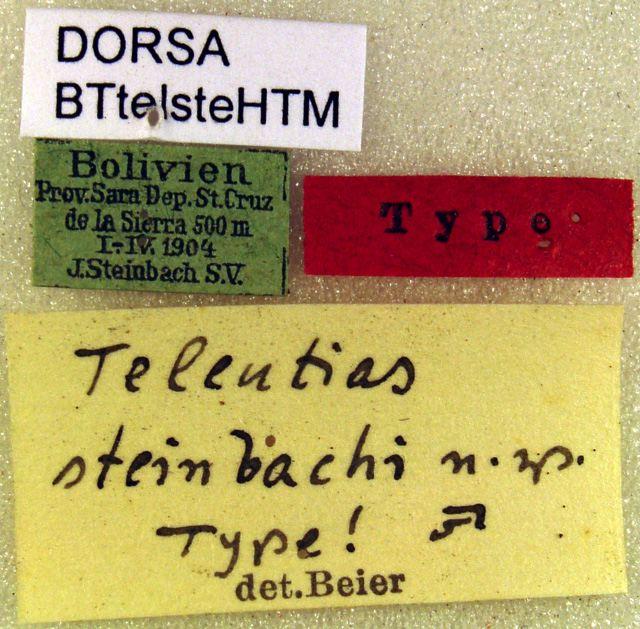 DORSA
BTtelsteHTM
Bolivien
Prov.Sara Dep. St.Cruz
de la Sierra 500 m
I.-IV. 1904
J.Steinbach S.V.
Type
Telentias
steinbachi n. sp.
Type! ♂
det.Beier